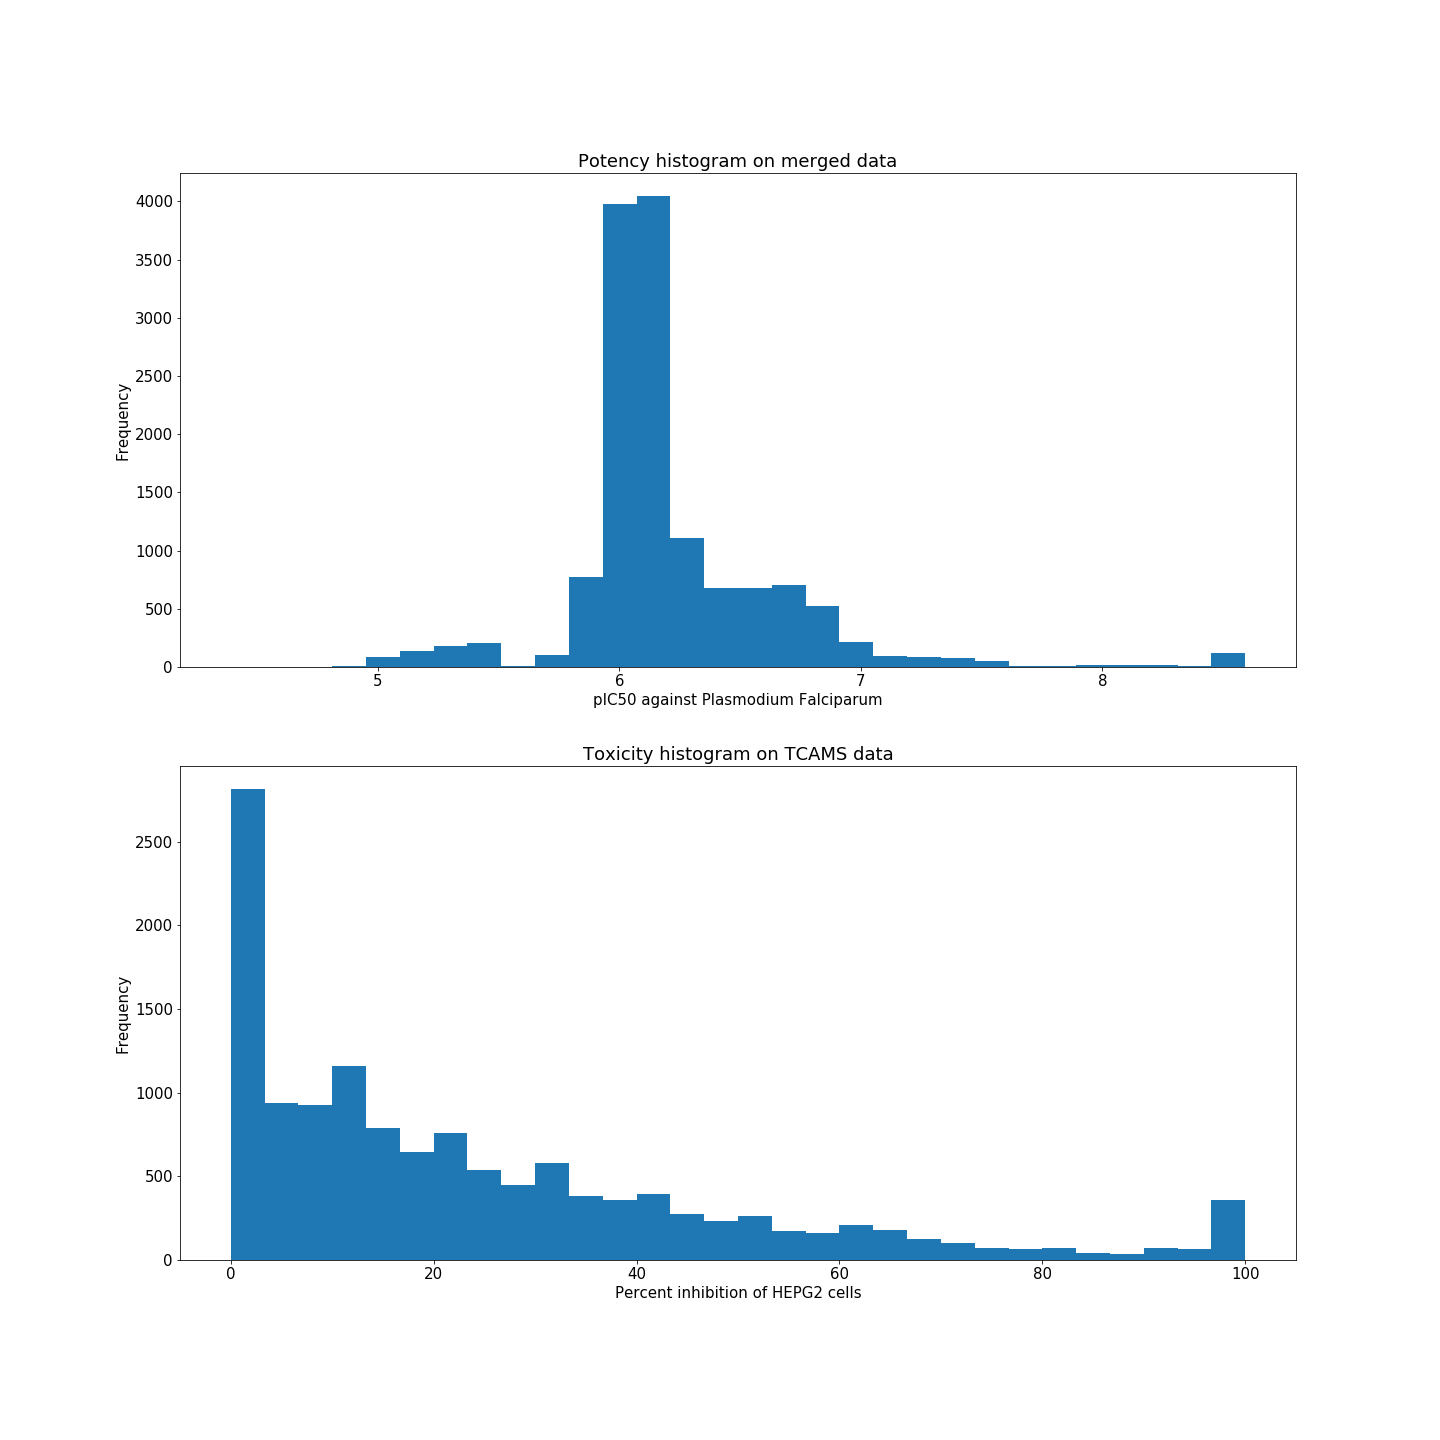 Potency histogram on merged data
4000
3500
3000
2500
2000
1500
1000
500
0
Frequency
5 6 7 8
pIC50 against Plasmodium Falciparum
Toxicity histogram on TCAMS data
2500
2000
1500
1000
500
0
Frequency
0 20 40 60 80 100
Percent inhibition of HEPG2 cells